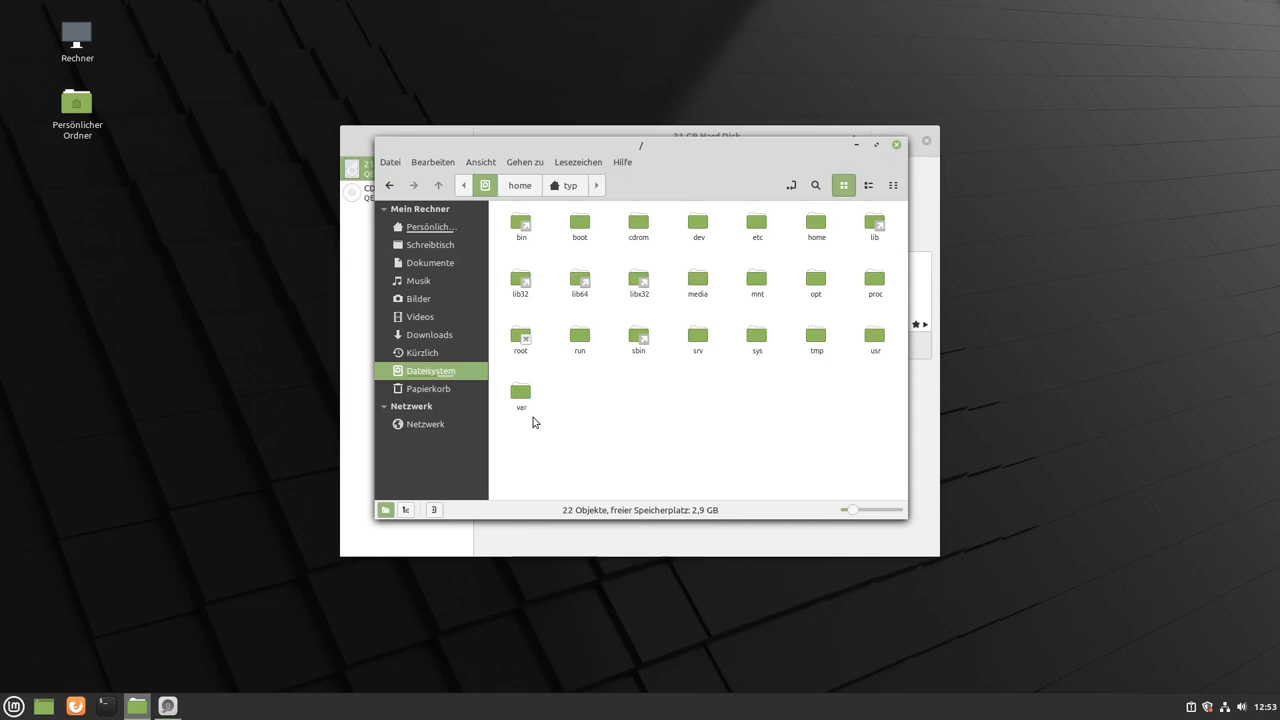 Rechner
Persönlicher
Ordner
/
Datei Bearbeiten Ansicht Gehen zu Lesezeichen Hilfe
home typ
Mein Rechner
Persönlich...
Schreibtisch
Dokumente
Musik
Bilder
Videos
Downloads
Kürzlich
Dateisystem
Papierkorb
Netzwerk
Netzwerk
bin boot cdrom dev etc home lib
lib32 lib64 libx32 media mnt opt proc
root run sbin srv sys tmp usr
var
22 Objekte, freier Speicherplatz: 2,9 GB
12:53